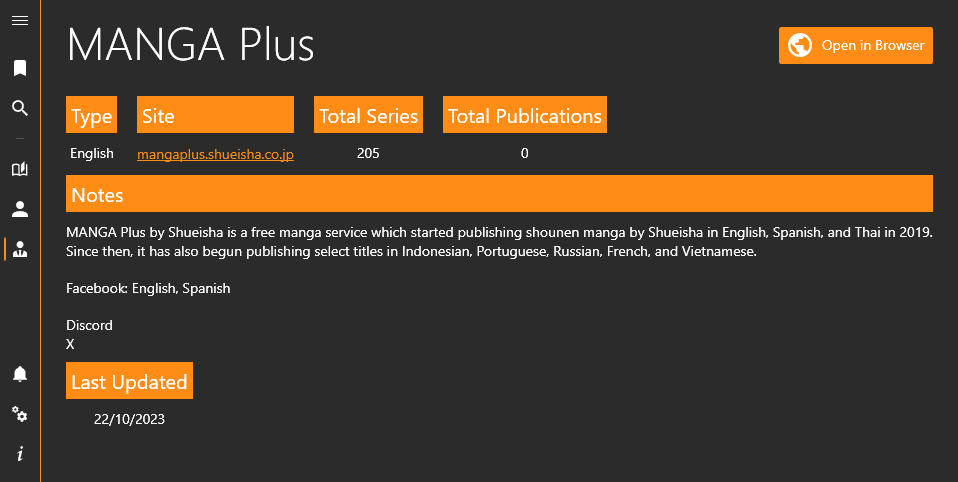 MANGA Plus
Open in Browser
Type Site Total Series Total Publications
English mangaplus.shueisha.co.jp 205 0
Notes
MANGA Plus by Shueisha is a free manga service which started publishing shounen manga by Shueisha in English, Spanish, and Thai in 2019.
Since then, it has also begun publishing select titles in Indonesian, Portuguese, Russian, French, and Vietnamese.
Facebook: English, Spanish
Discord
X
Last Updated
22/10/2023